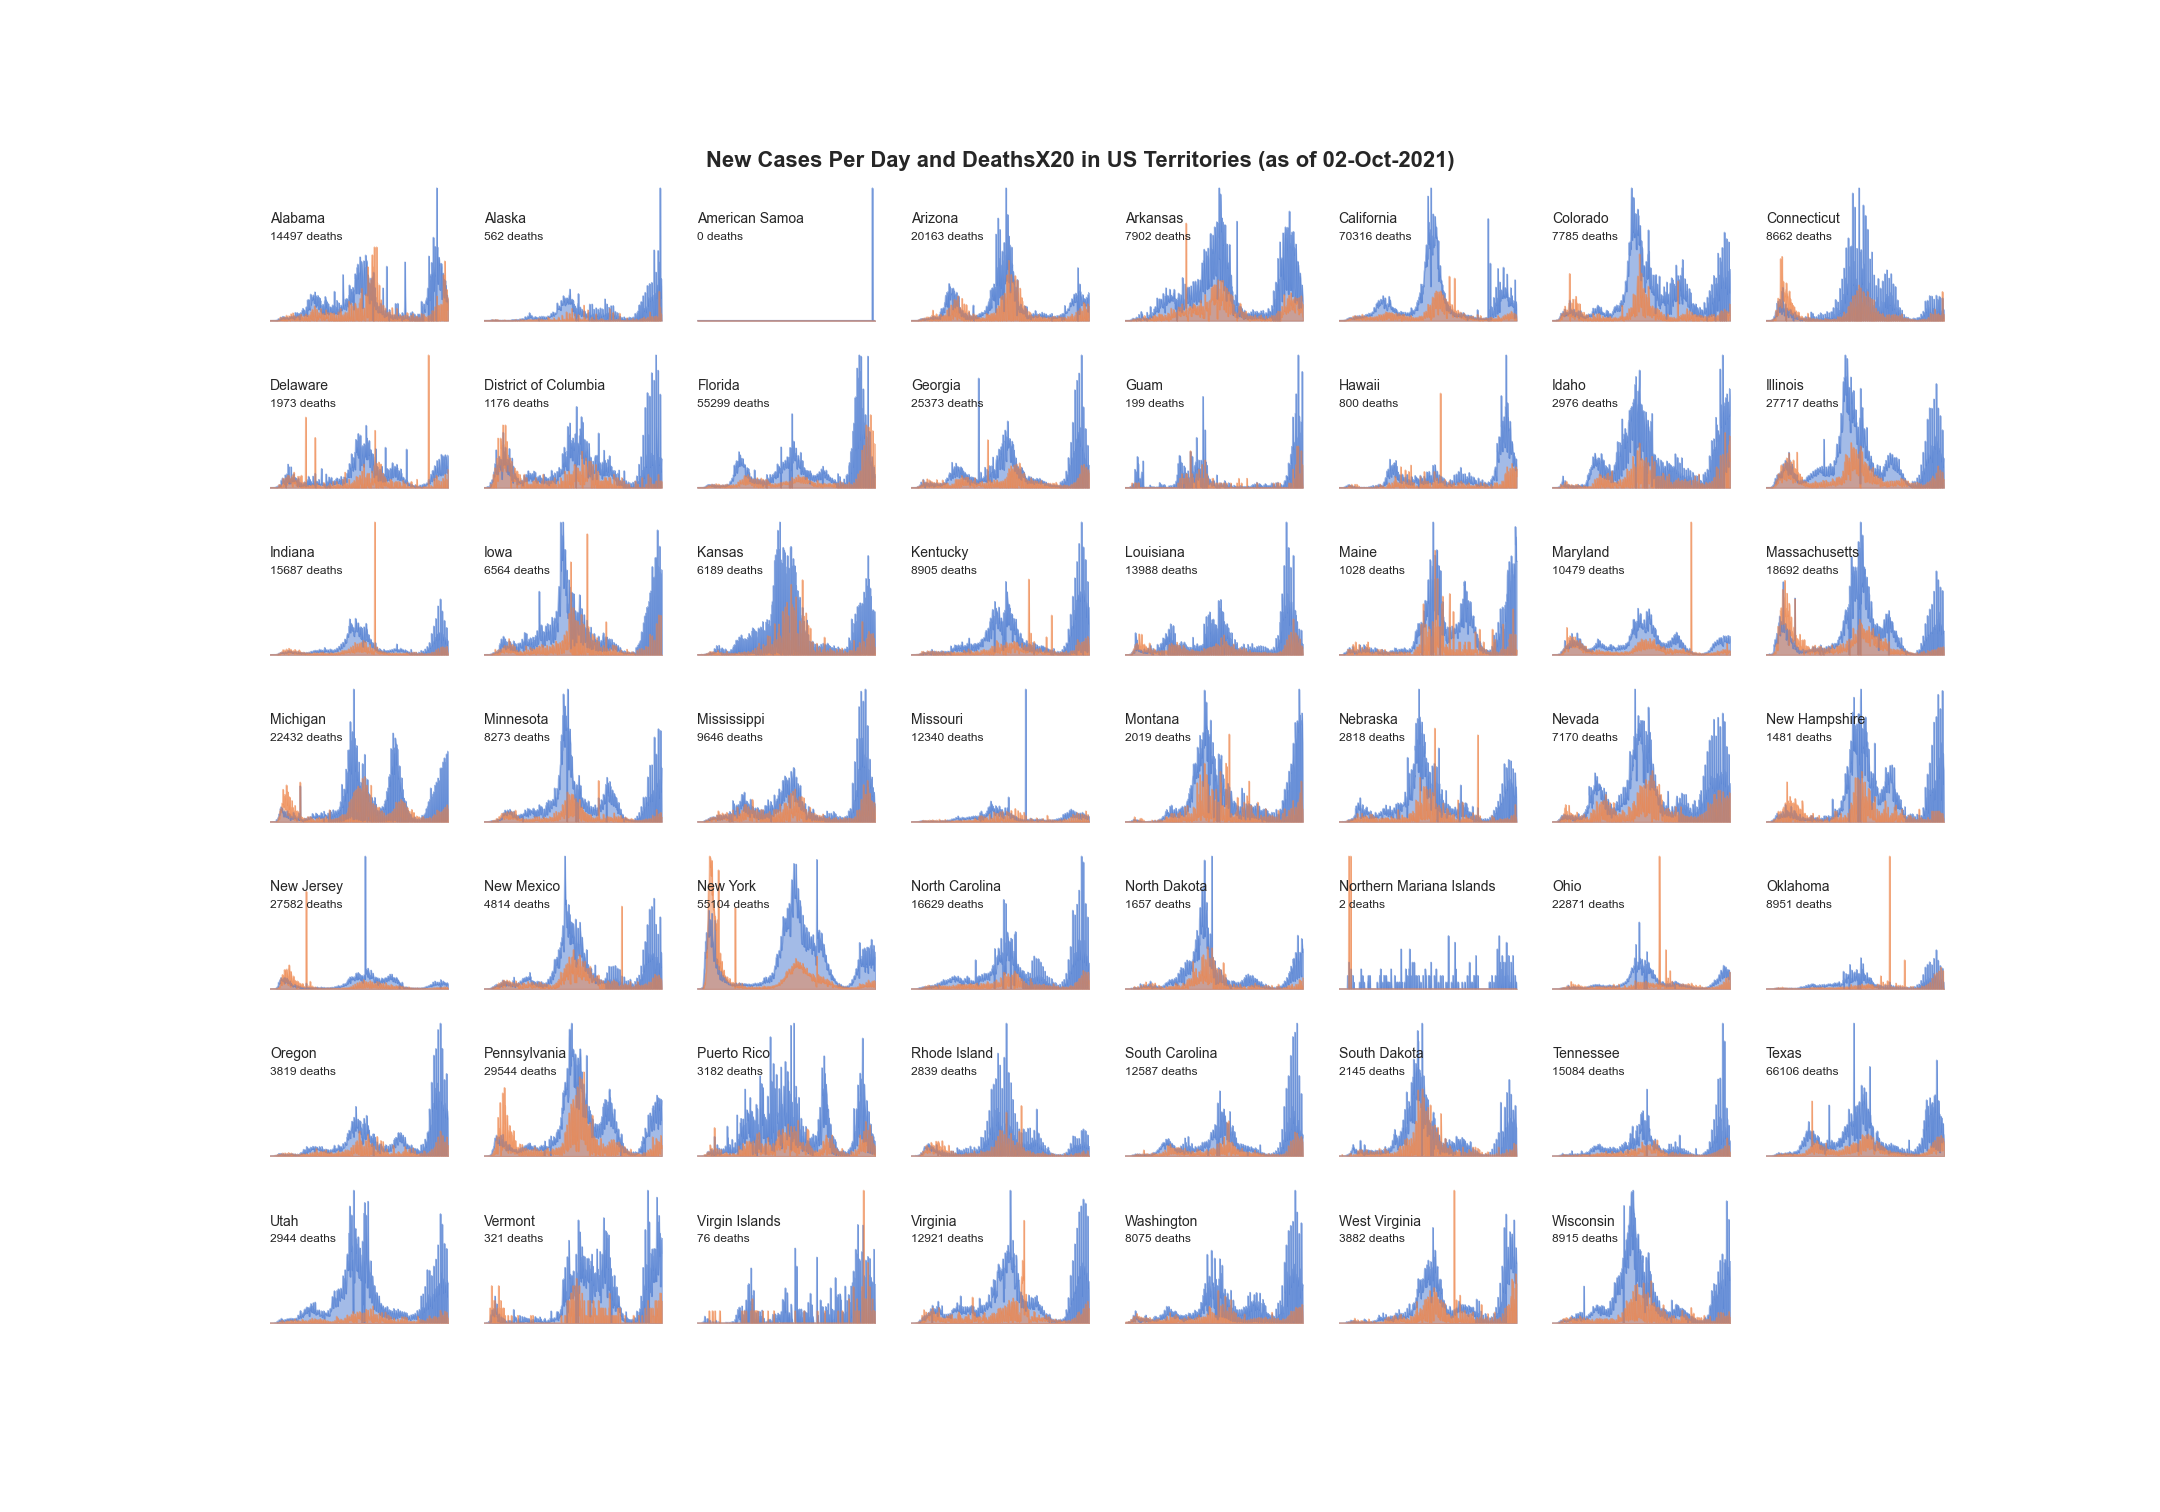 New Cases Per Day and DeathsX20 in US Territories (as of 02-Oct-2021)
Alabama
14497 deaths
Alaska
562 deaths
American Samoa
0 deaths
Arizona
20163 deaths
Arkansas
7902 deaths
California
70316 deaths
Colorado
7785 deaths
Connecticut
8662 deaths
Delaware
1973 deaths
District of Columbia
1176 deaths
Florida
55299 deaths
Georgia
25373 deaths
Guam
199 deaths
Hawaii
800 deaths
Idaho
2976 deaths
Illinois
27717 deaths
Indiana
15687 deaths
Iowa
6564 deaths
Kansas
6189 deaths
Kentucky
8905 deaths
Louisiana
13988 deaths
Maine
1028 deaths
Maryland
10479 deaths
Massachusetts
18692 deaths
Michigan
22432 deaths
Minnesota
8273 deaths
Mississippi
9646 deaths
Missouri
12340 deaths
Montana
2019 deaths
Nebraska
2818 deaths
Nevada
7170 deaths
New Hampshire
1481 deaths
New Jersey
27582 deaths
New Mexico
4814 deaths
New York
55104 deaths
North Carolina
16629 deaths
North Dakota
1657 deaths
Northern Mariana Islands
2 deaths
Ohio
22871 deaths
Oklahoma
8951 deaths
Oregon
3819 deaths
Pennsylvania
29544 deaths
Puerto Rico
3182 deaths
Rhode Island
2839 deaths
South Carolina
12587 deaths
South Dakota
2145 deaths
Tennessee
15084 deaths
Texas
66106 deaths
Utah
2944 deaths
Vermont
321 deaths
Virgin Islands
76 deaths
Virginia
12921 deaths
Washington
8075 deaths
West Virginia
3882 deaths
Wisconsin
8915 deaths